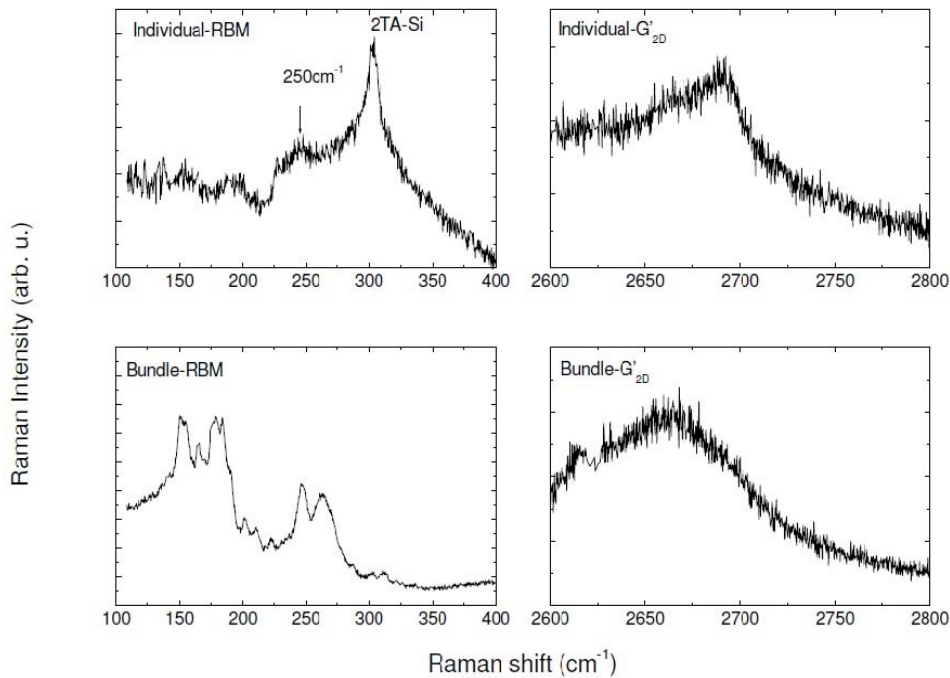 Individual-RBM
2TA-Si
250cm⁻¹
100 150 200 250 300 350 400
Individual-G'2D
2600 2650 2700 2750 2800
Bundle-RBM
100 150 200 250 300 350 400
Bundle-G'2D
2600 2650 2700 2750 2800
Raman Intensity (arb. u.)
Raman shift (cm⁻¹)